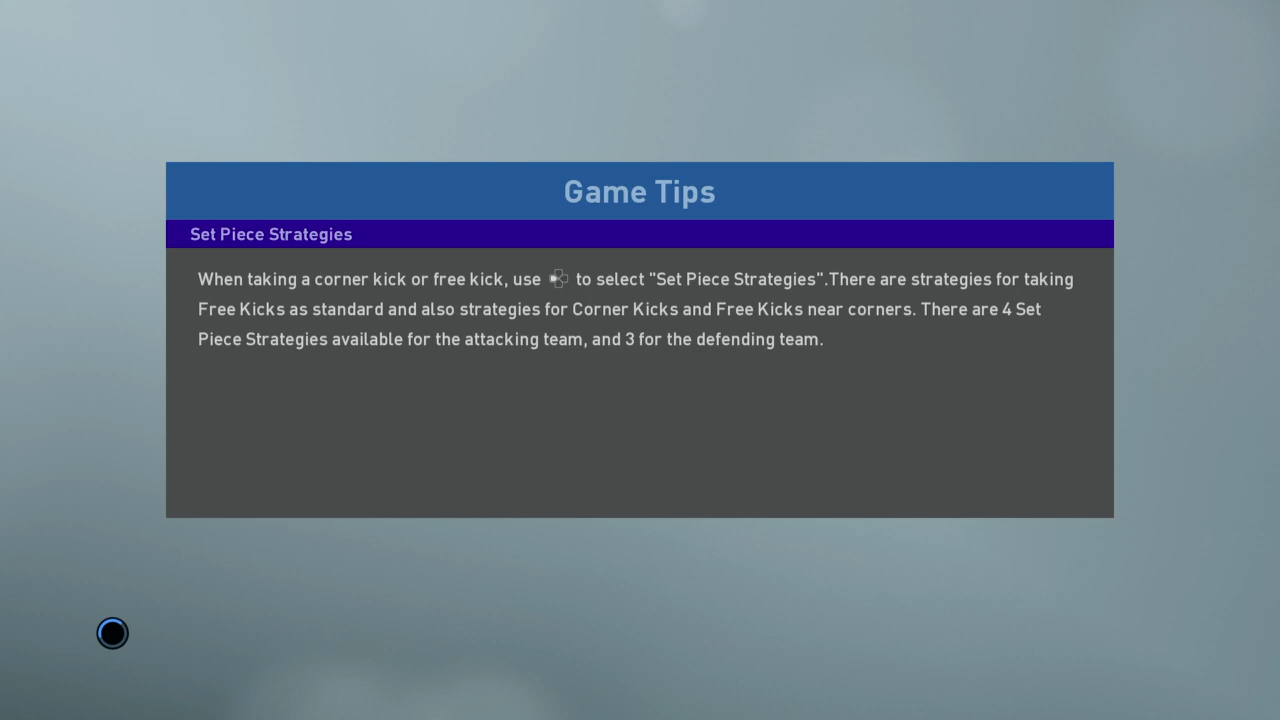 Game Tips
Set Piece Strategies
When taking a corner kick or free kick, use to select "Set Piece Strategies".There are strategies for taking
Free Kicks as standard and also strategies for Corner Kicks and Free Kicks near corners. There are 4 Set
Piece Strategies available for the attacking team, and 3 for the defending team.